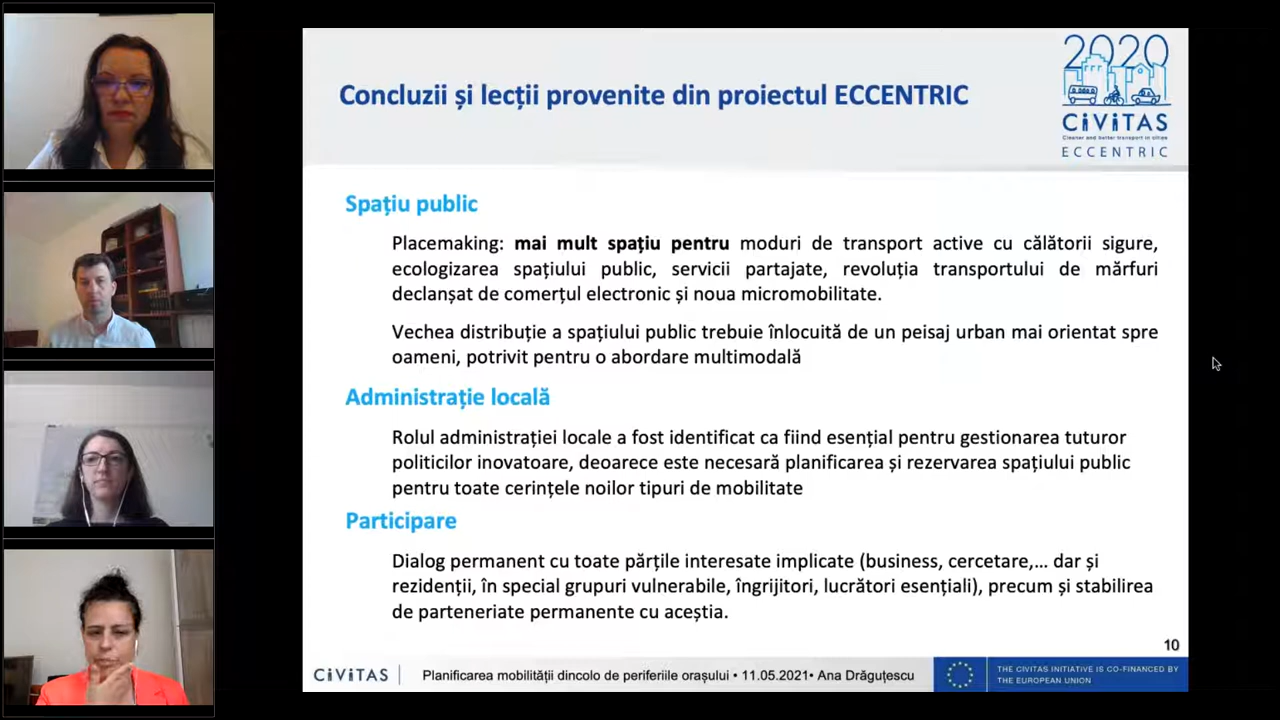 Concluzii și lecții provenite din proiectul ECCENTRIC
2020
CiViTAS
Cleaner and better transport in cities
ECCENTRIC
Spațiu public
Placemaking: mai mult spațiu pentru moduri de transport active cu călătorii sigure,
ecologizarea spațiului public, servicii partajate, revoluția transportului de mărfuri
declanșat de comerțul electronic și noua micromobilitate.
Vechea distribuție a spațiului public trebuie înlocuită de un peisaj urban mai orientat spre
oameni, potrivit pentru o abordare multimodală
Administrație locală
Rolul administrației locale a fost identificat ca fiind esențial pentru gestionarea tuturor
politicilor inovatoare, deoarece este necesară planificarea și rezervarea spațiului public
pentru toate cerințele noilor tipuri de mobilitate
Participare
Dialog permanent cu toate părțile interesate implicate (business, cercetare,... dar și
rezidenții, în special grupuri vulnerabile, îngrijitori, lucrători esențiali), precum și stabilirea
de parteneriate permanente cu aceștia.
10
CiViTAS
Planificarea mobilității dincolo de periferiile orașului • 11.05.2021• Ana Drăguțescu
THE CIVITAS INITIATIVE IS CO-FINANCED BY
THE EUROPEAN UNION